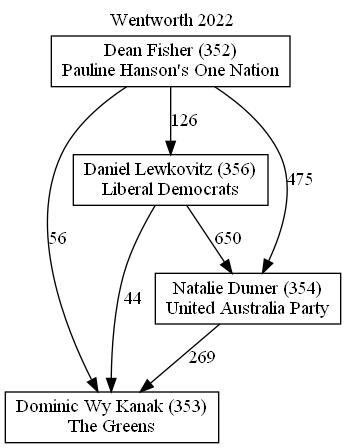 Wentworth 2022
Dean Fisher (352)
Pauline Hanson's One Nation
126
Daniel Lewkovitz (356)
Liberal Democrats
475
56
650
44
Natalie Dumer (354)
United Australia Party
269
Dominic Wy Kanak (353)
The Greens